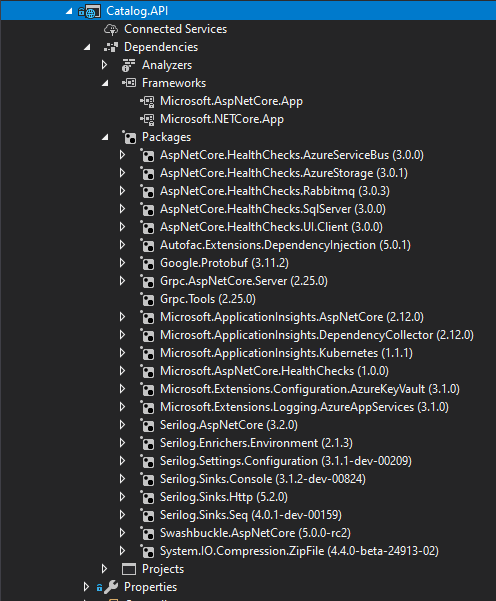 Catalog.API
Connected Services
Dependencies
Analyzers
Frameworks
Microsoft.AspNetCore.App
Microsoft.NETCore.App
Packages
AspNetCore.HealthChecks.AzureServiceBus (3.0.0)
AspNetCore.HealthChecks.AzureStorage (3.0.1)
AspNetCore.HealthChecks.Rabbitmq (3.0.3)
AspNetCore.HealthChecks.SqlServer (3.0.0)
AspNetCore.HealthChecks.UI.Client (3.0.0)
Autofac.Extensions.DependencyInjection (5.0.1)
Google.Protobuf (3.11.2)
Grpc.AspNetCore.Server (2.25.0)
Grpc.Tools (2.25.0)
Microsoft.ApplicationInsights.AspNetCore (2.12.0)
Microsoft.ApplicationInsights.DependencyCollector (2.12.0)
Microsoft.ApplicationInsights.Kubernetes (1.1.1)
Microsoft.AspNetCore.HealthChecks (1.0.0)
Microsoft.Extensions.Configuration.AzureKeyVault (3.1.0)
Microsoft.Extensions.Logging.AzureAppServices (3.1.0)
Serilog.AspNetCore (3.2.0)
Serilog.Enrichers.Environment (2.1.3)
Serilog.Settings.Configuration (3.1.1-dev-00209)
Serilog.Sinks.Console (3.1.2-dev-00824)
Serilog.Sinks.Http (5.2.0)
Serilog.Sinks.Seq (4.0.1-dev-00159)
Swashbuckle.AspNetCore (5.0.0-rc2)
System.IO.Compression.ZipFile (4.4.0-beta-24913-02)
Projects
Properties